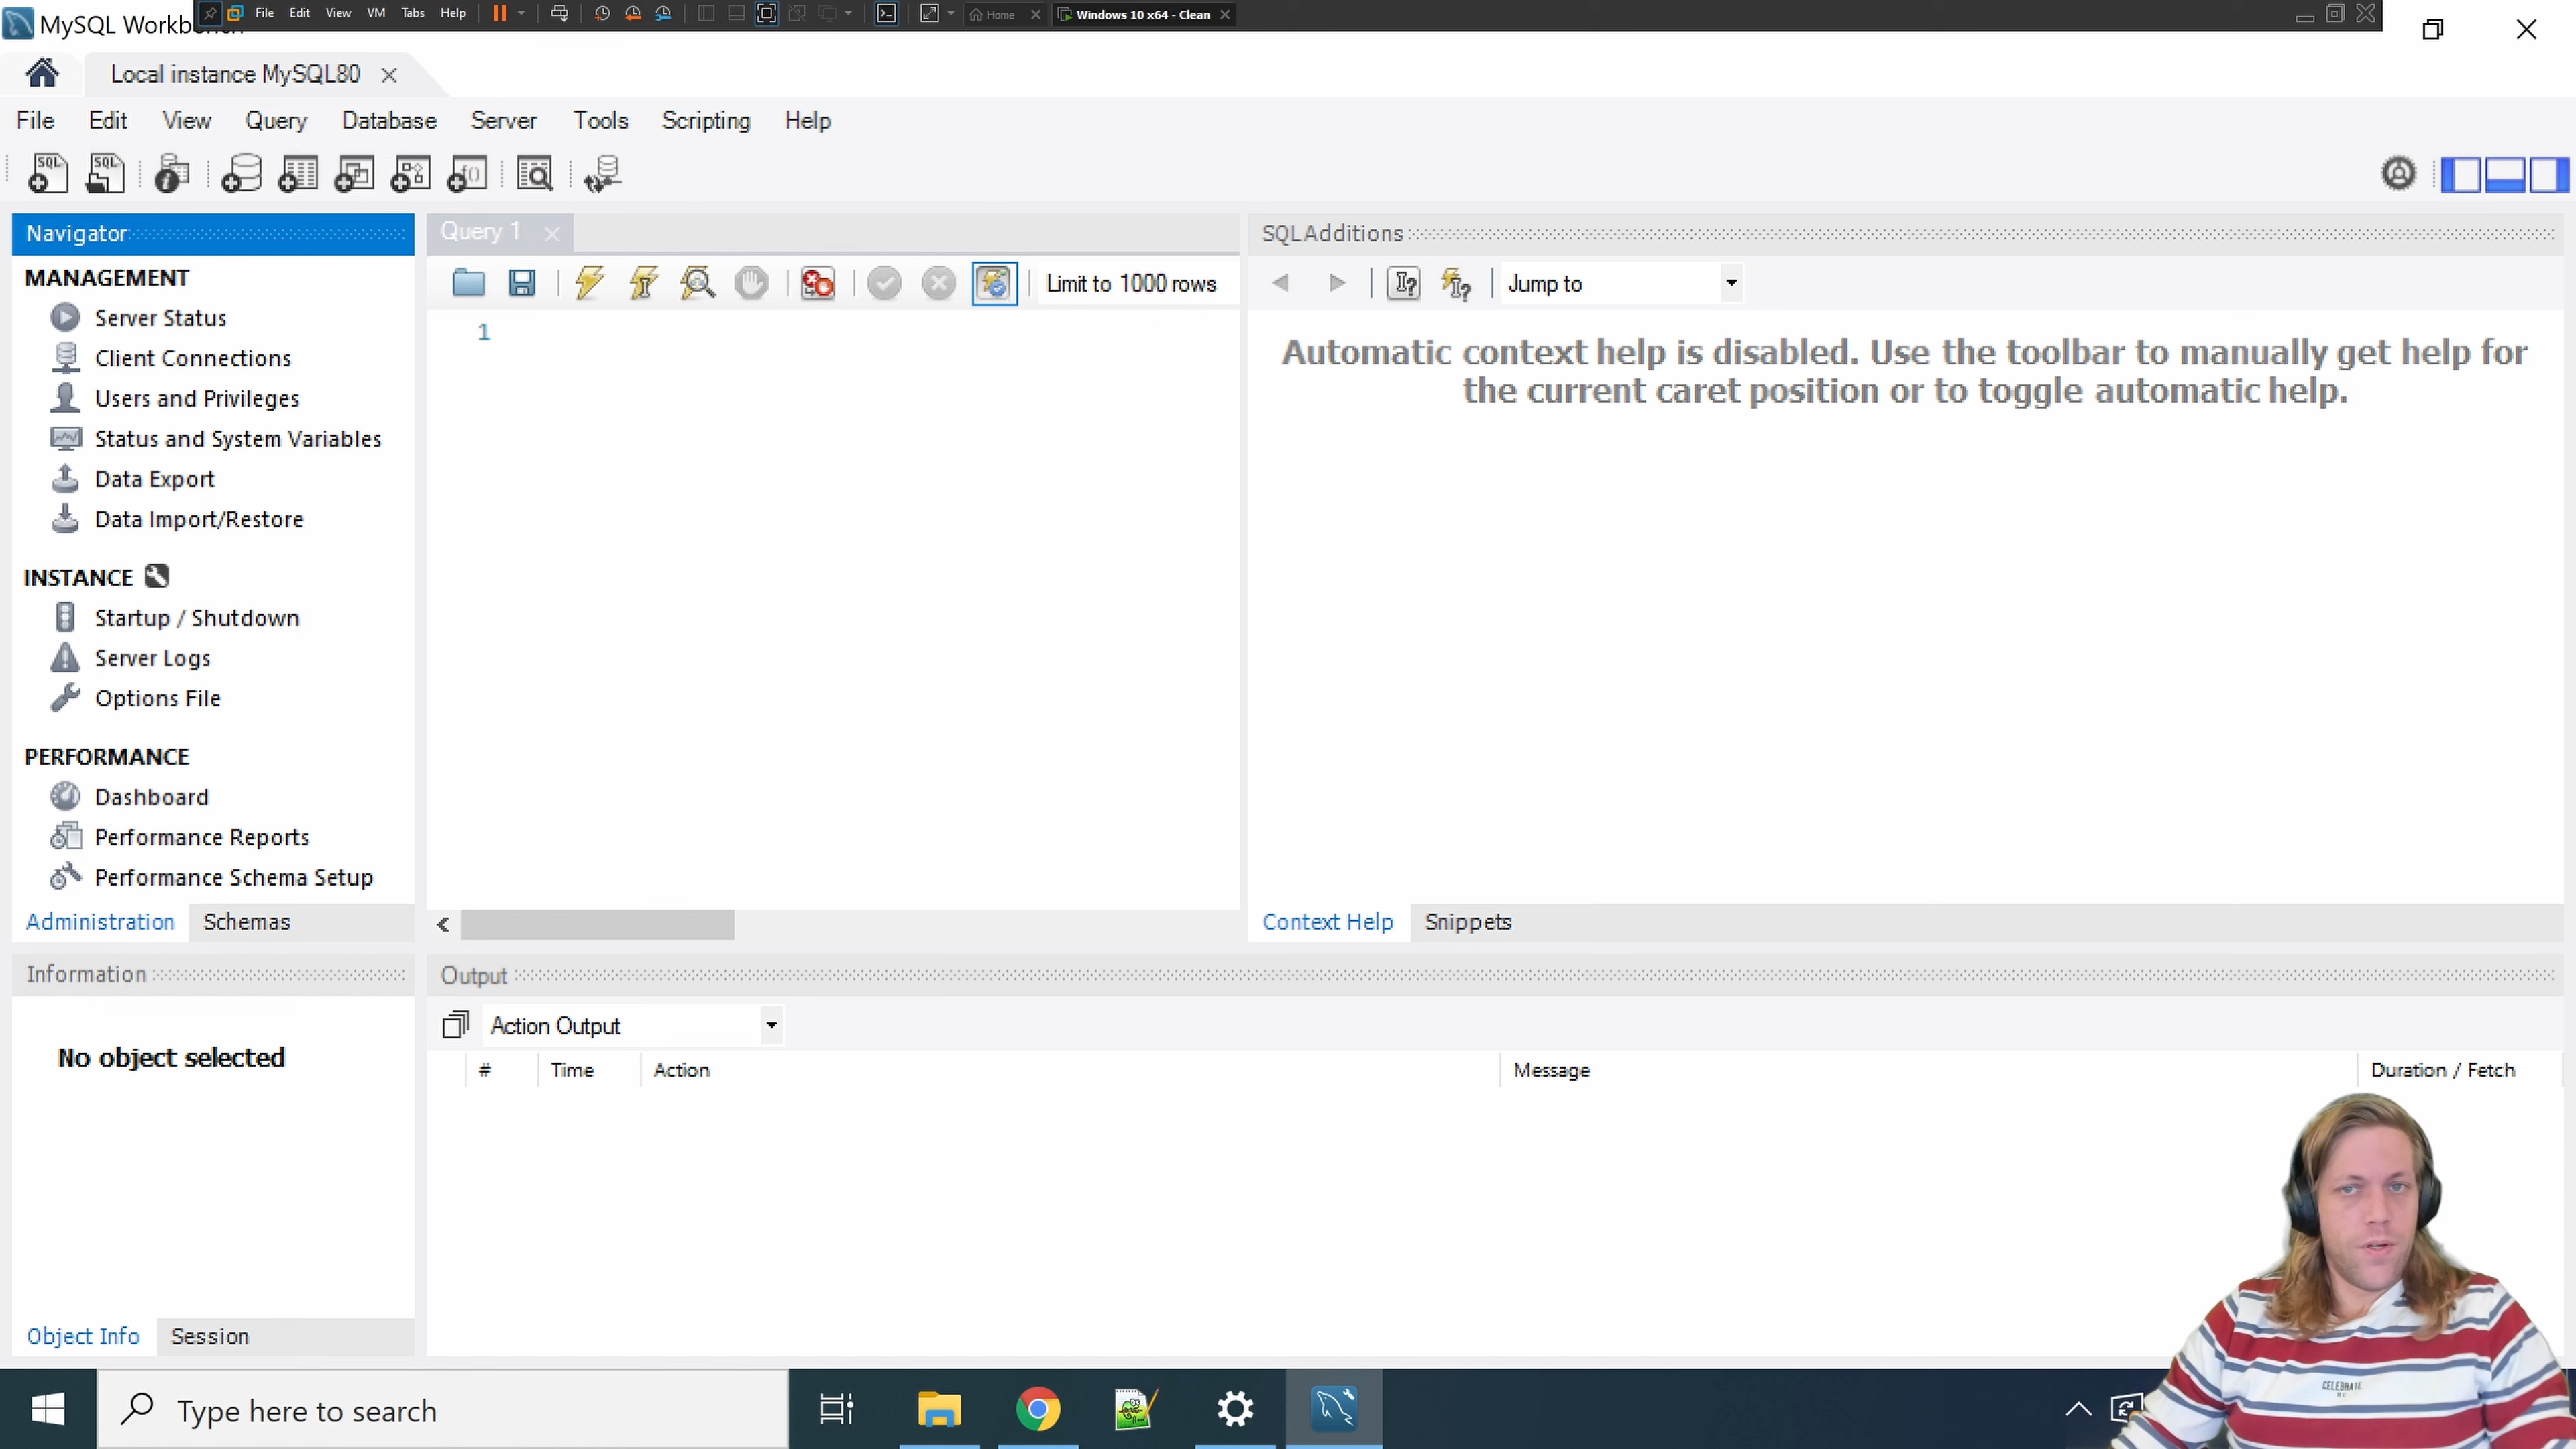 MySQL Workbench
File Edit View VM Tabs Help
Home
Windows 10 x64 - Clean
Local instance MySQL80
File Edit View Query Database Server Tools Scripting Help
Navigator
MANAGEMENT
Server Status
Client Connections
Users and Privileges
Status and System Variables
Data Export
Data Import/Restore
INSTANCE
Startup / Shutdown
Server Logs
Options File
PERFORMANCE
Dashboard
Performance Reports
Performance Schema Setup
Administration Schemas
Query 1
Limit to 1000 rows
1
SQLAdditions
Jump to
Automatic context help is disabled. Use the toolbar to manually get help for
the current caret position or to toggle automatic help.
Context Help Snippets
Information
No object selected
Object Info Session
Output
Action Output
# Time Action Message Duration / Fetch
CELEBRATE
Type here to search